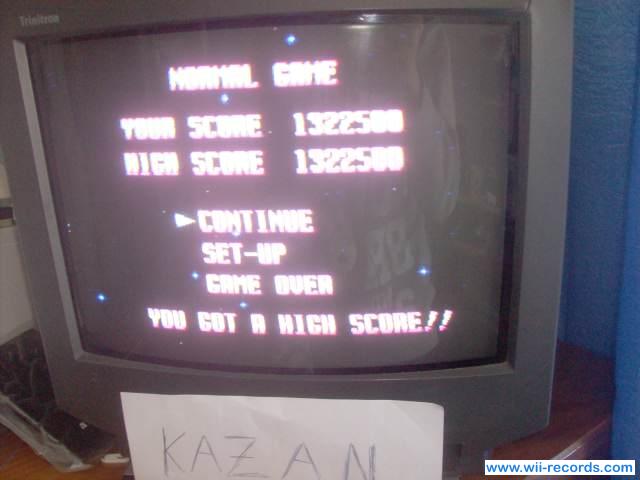 Trinitron
NORMAL GAME
YOUR SCORE 1322500
HIGH SCORE 1322500
CONTINUE
SET-UP
GAME OVER
YOU GOT A HIGH SCORE!!
KAZAN
www.wii-records.com